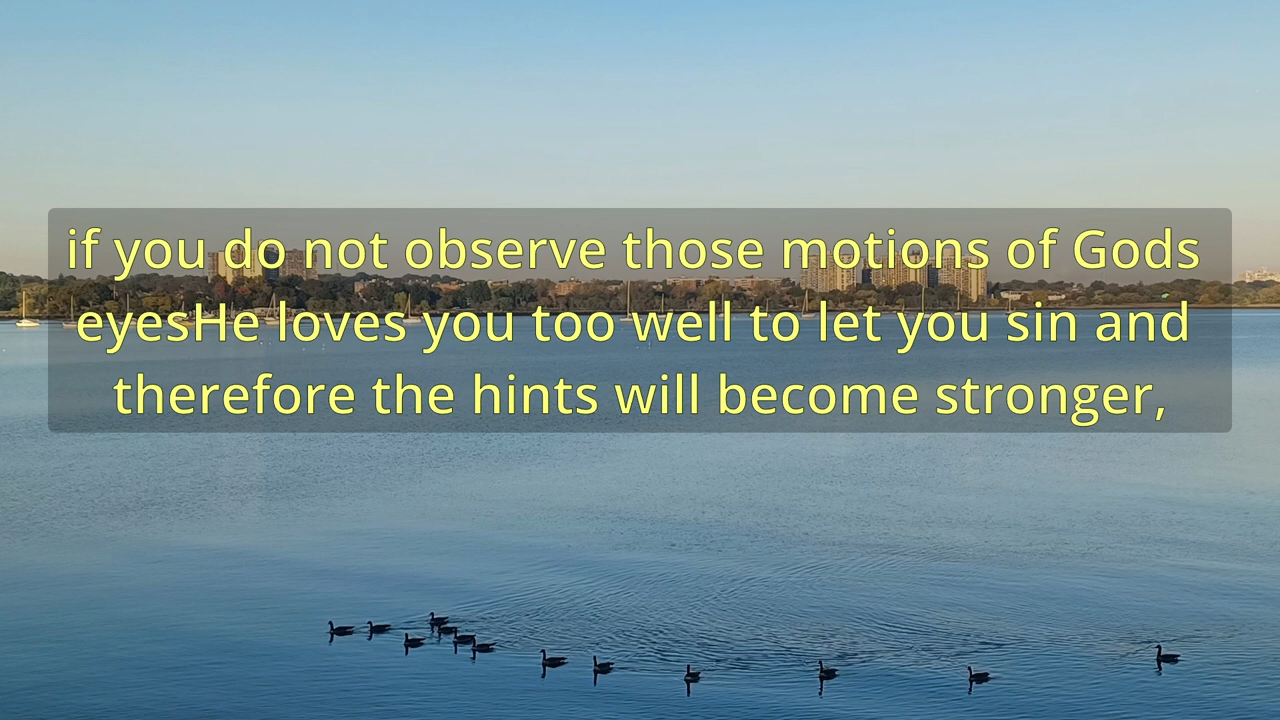 if you do not observe those motions of Gods
eyesHe loves you too well to let you sin and
therefore the hints will become stronger,